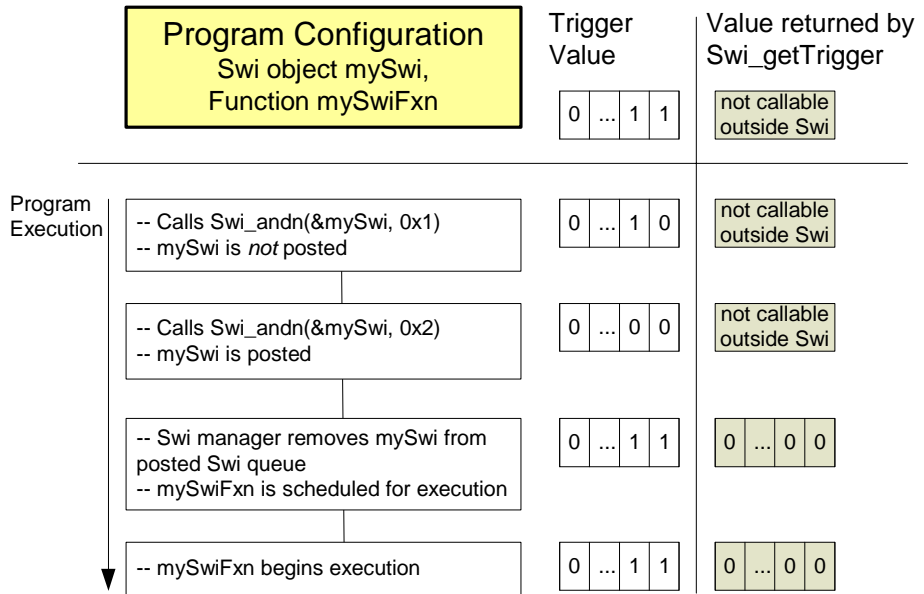 Program Configuration
Swi object mySwi,
Function mySwiFxn
Trigger
Value
Value returned by
Swi_getTrigger
0 ... 1 1
not callable
outside Swi
Program
Execution
-- Calls Swi_andn(&mySwi, 0x1)
-- mySwi is not posted
0 ... 1 0
not callable
outside Swi
-- Calls Swi_andn(&mySwi, 0x2)
-- mySwi is posted
0 ... 0 0
not callable
outside Swi
-- Swi manager removes mySwi from
posted Swi queue
-- mySwiFxn is scheduled for execution
0 ... 1 1
0 ... 0 0
-- mySwiFxn begins execution
0 ... 1 1
0 ... 0 0